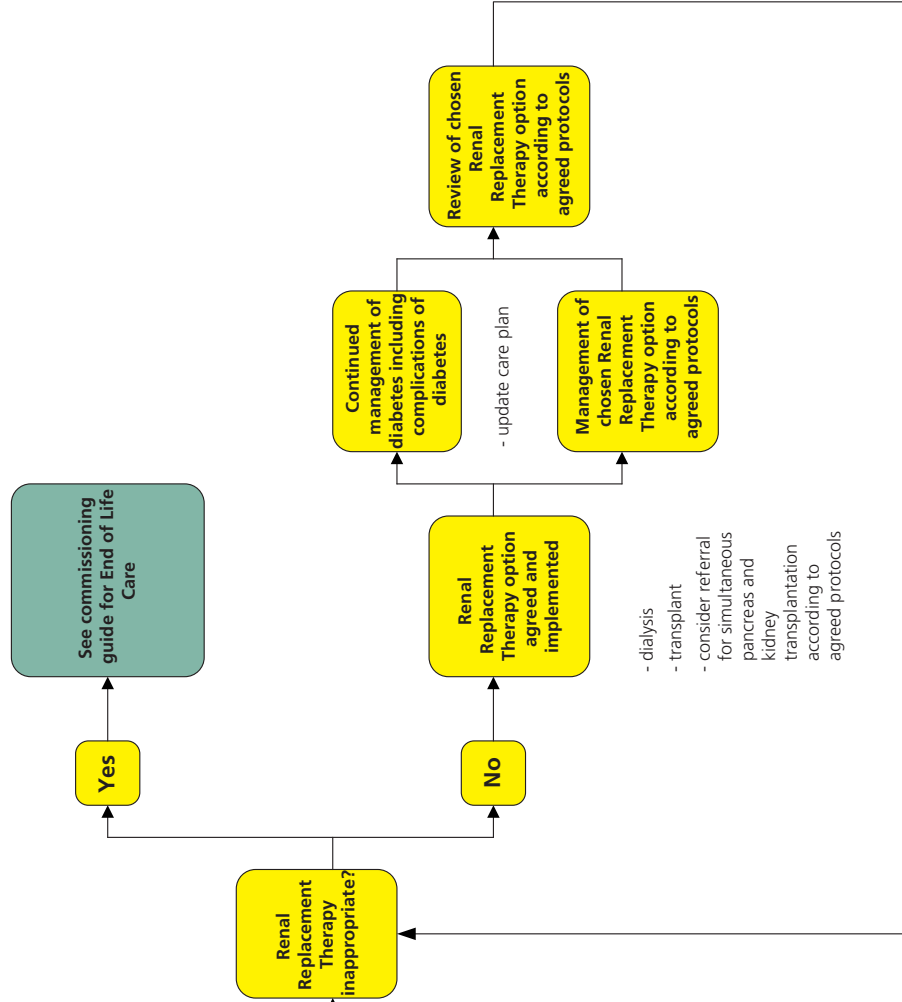 Renal
Replacement
Therapy
inappropriate?
Yes
See commissioning
guide for End of Life
Care
No
Renal
Replacement
Therapy option
agreed and
implemented
- dialysis
- transplant
- consider referral
for simultaneous
pancreas and
kidney
transplantation
according to
agreed protocols
Continued
management of
diabetes including
complications of
diabetes
- update care plan
Management of
chosen Renal
Replacement
Therapy option
according to
agreed protocols
Review of chosen
Renal
Replacement
Therapy option
according to
agreed protocols